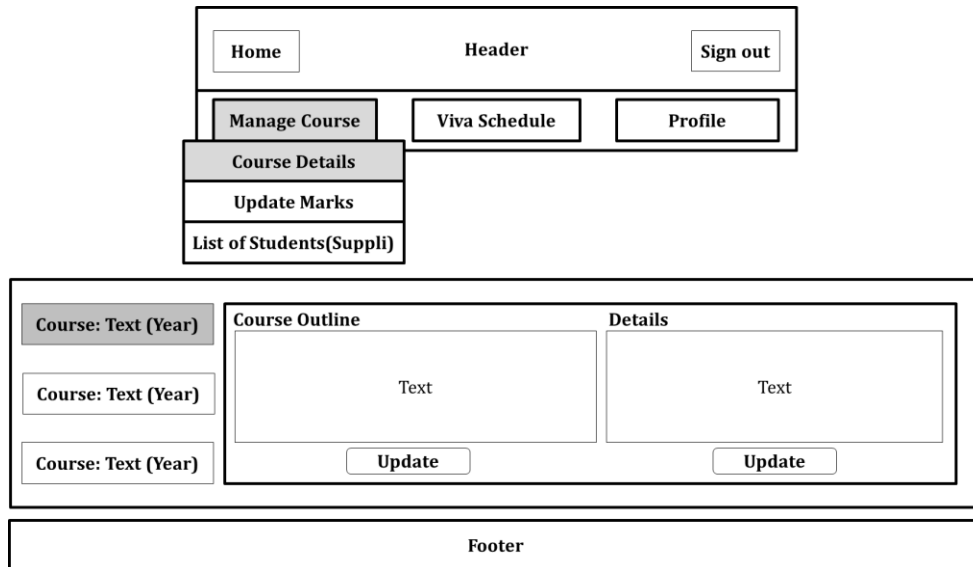 Home
Header
Sign out
Manage Course
Viva Schedule
Profile
Course Details
Update Marks
List of Students(Suppli)
Course: Text (Year)
Course: Text (Year)
Course: Text (Year)
Course Outline
Details
Text
Text
Update
Update
Footer